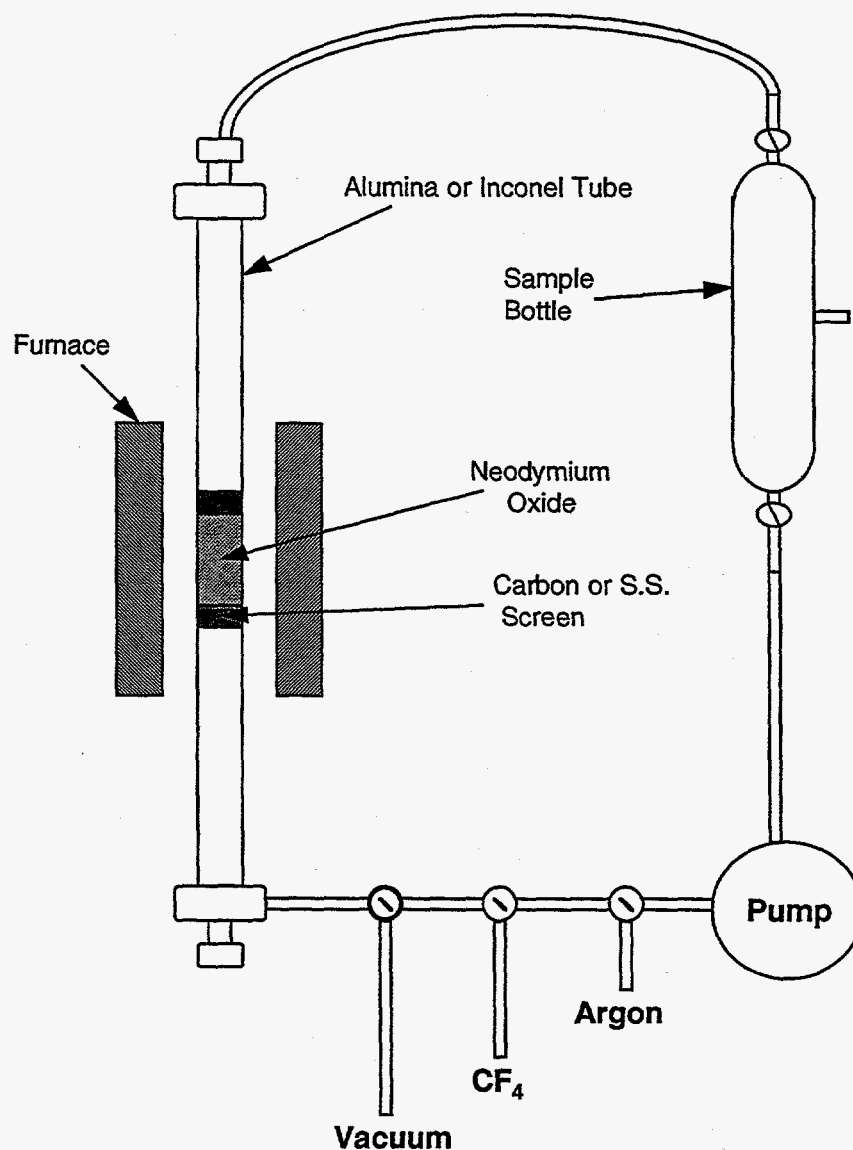 Alumina or Inconel Tube
Sample
Bottle
Furnace
Neodymium
Oxide
Carbon or S.S.
Screen
Pump
Argon
CF₄
Vacuum